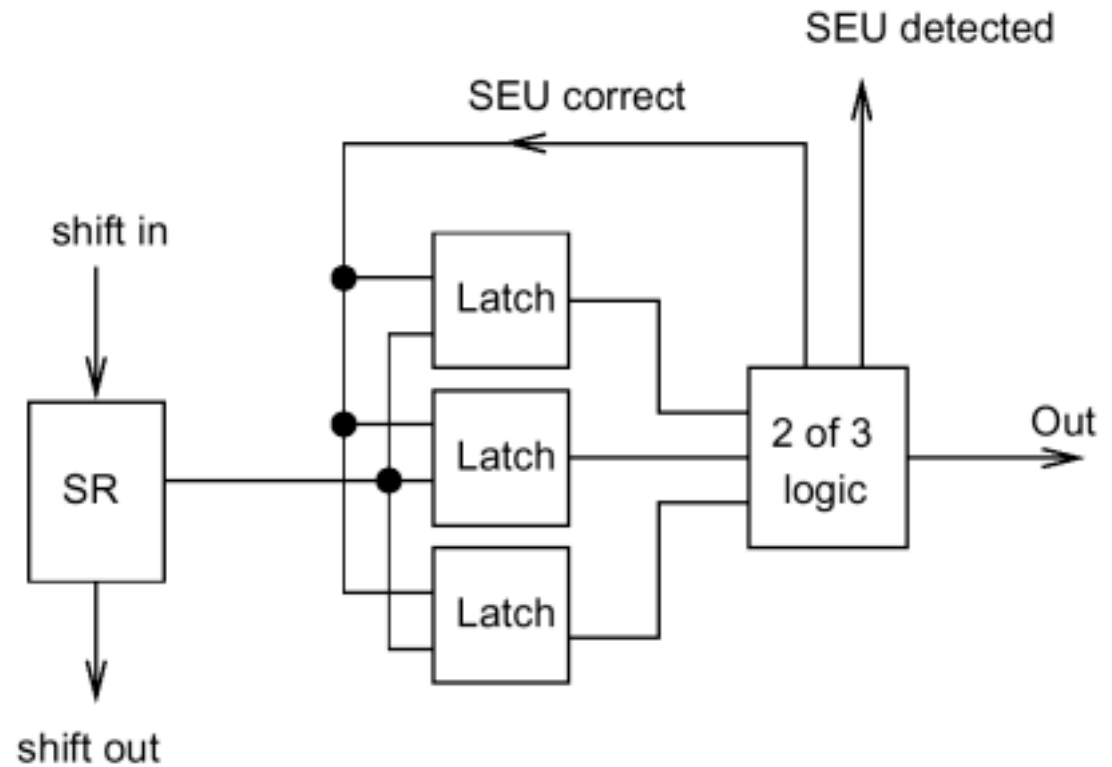 SEU detected
SEU correct
shift in
Latch
SR
Latch
2 of 3
logic
Out
Latch
shift out